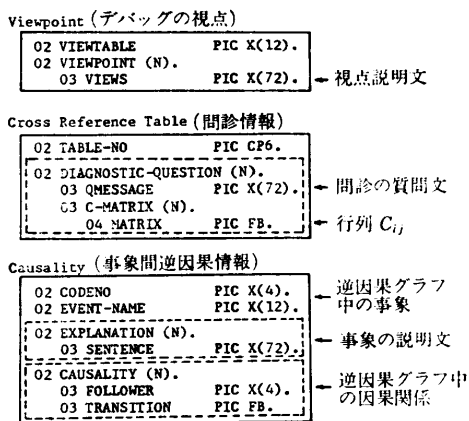 Viewpoint (デバッグの視点)
02 VIEWTABLE PIC X(12).
02 VIEWPOINT (N).
03 VIEWS PIC X(72). ← 視点説明文
Cross Reference Table (問診情報)
02 TABLE-NO PIC CP6.
02 DIAGNOSTIC-QUESTION (N).
03 QMESSAGE PIC X(72). ← 問診の質問文
03 C-MATRIX (N).
04 MATRIX PIC FB. ← 行列 Cij
Causality (事象間逆因果情報)
02 CODENO PIC X(4). ← 逆因果グラフ
02 EVENT-NAME PIC X(12). 中の事象
02 EXPLANATION (N).
03 SENTENCE PIC X(72). ← 事象の説明文
02 CAUSALITY (N).
03 FOLLOWER PIC X(4). ← 逆因果グラフ中
03 TRANSITION PIC FB. の因果関係